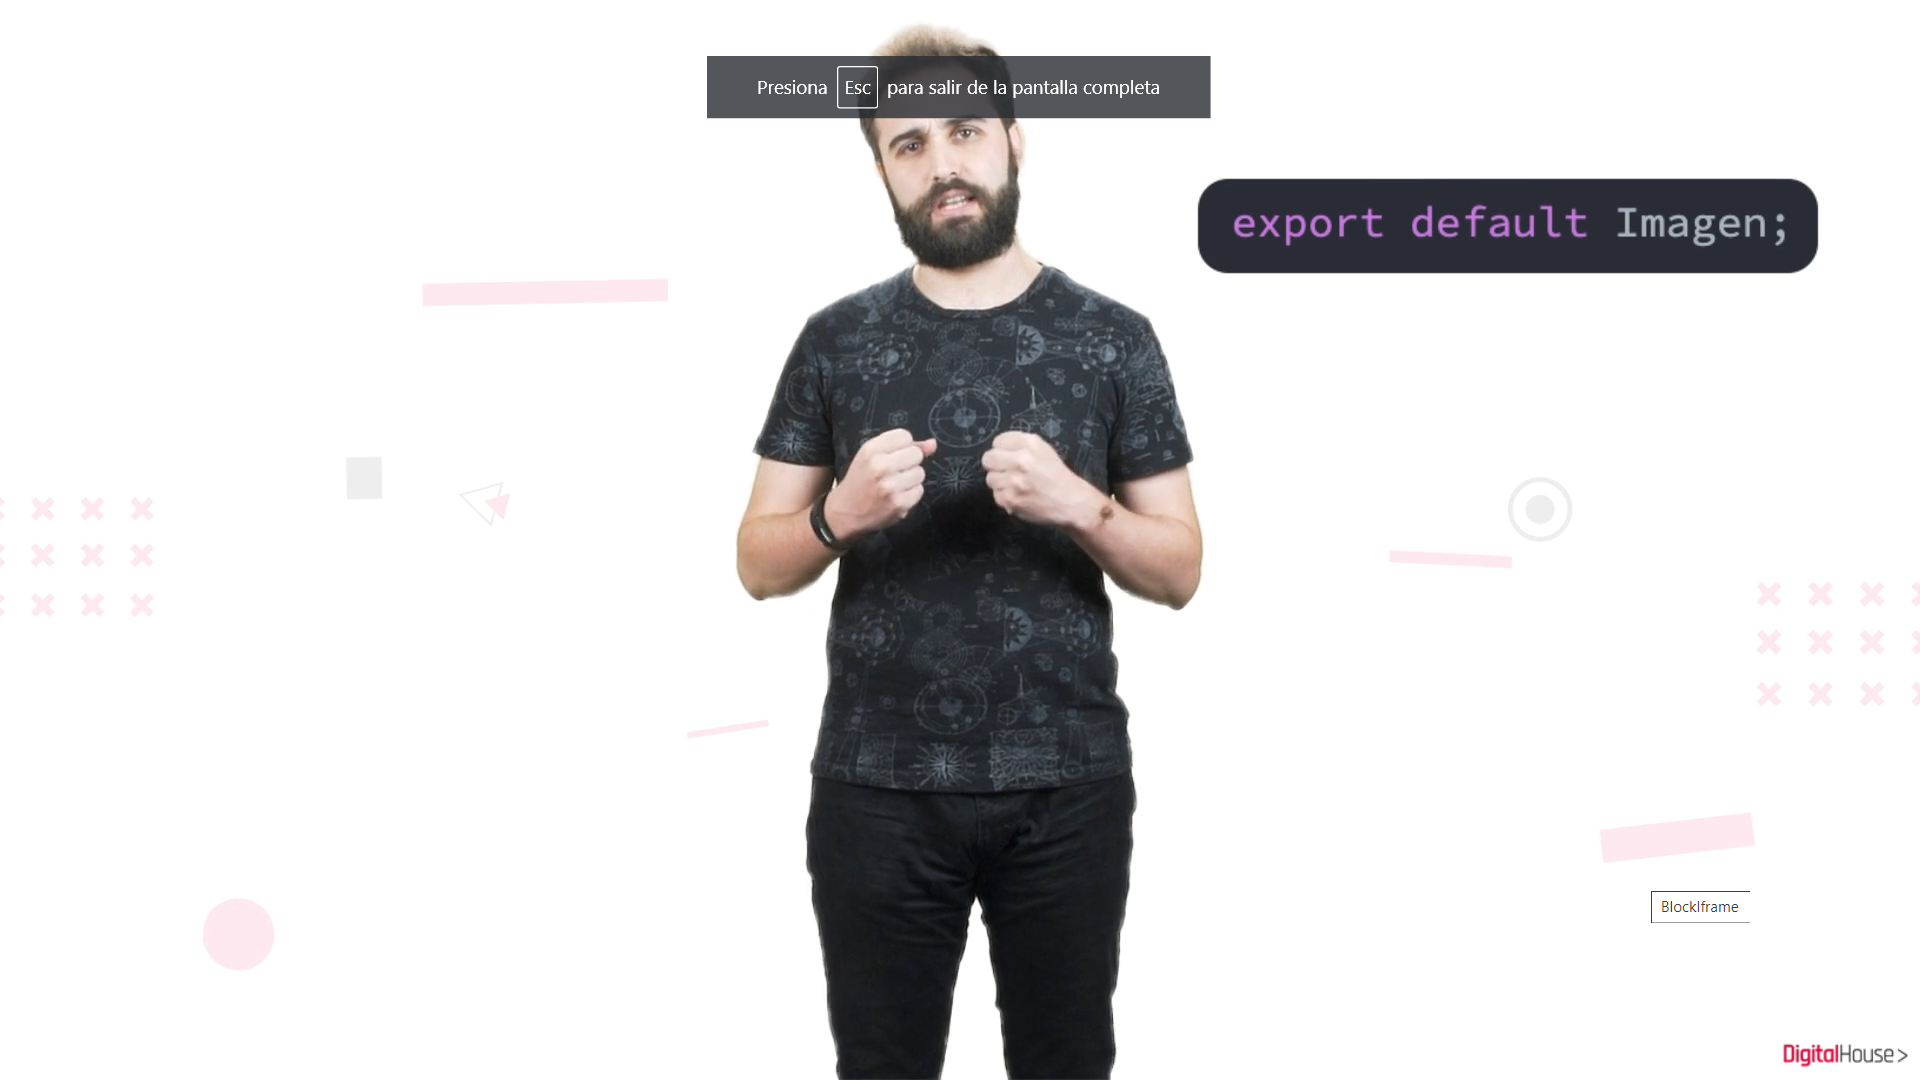 Presiona Esc para salir de la pantalla completa
export default Imagen;
BlockIframe
DigitalHouse>